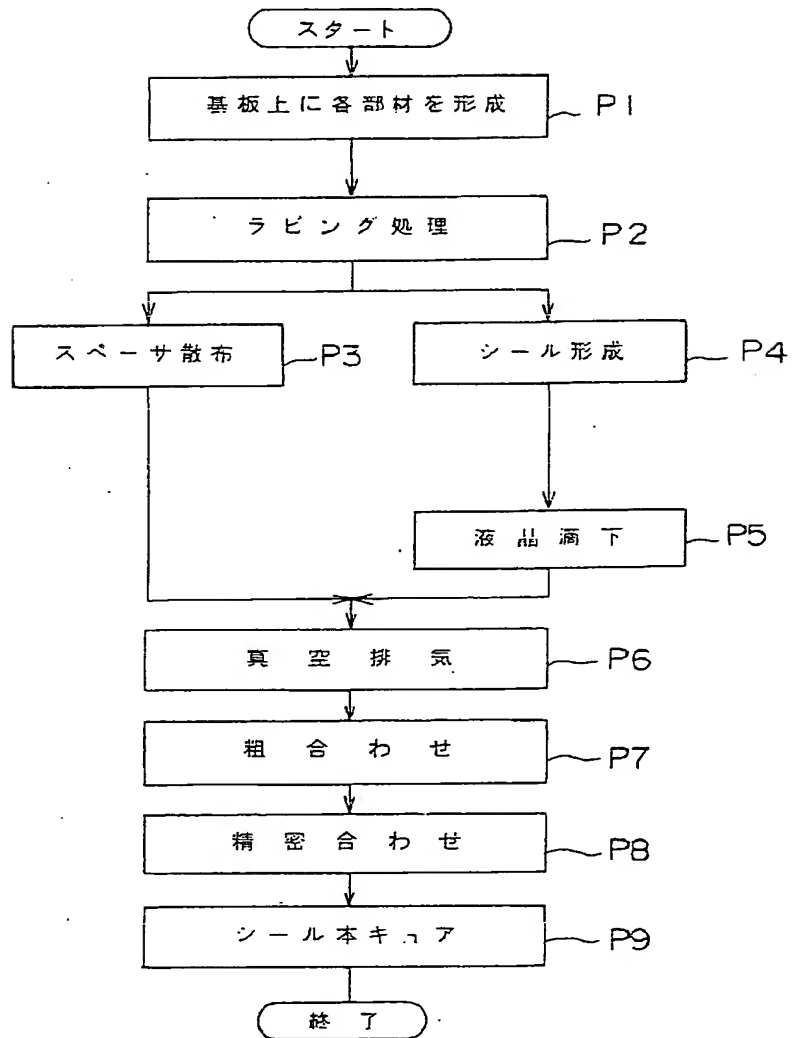 スタート
基板上に各部材を形成 P1
ラビング処理 P2
スペーサ散布 P3
シール形成 P4
液晶滴下 P5
真空排気 P6
粗合わせ P7
精密合わせ P8
シール本キュア P9
終了